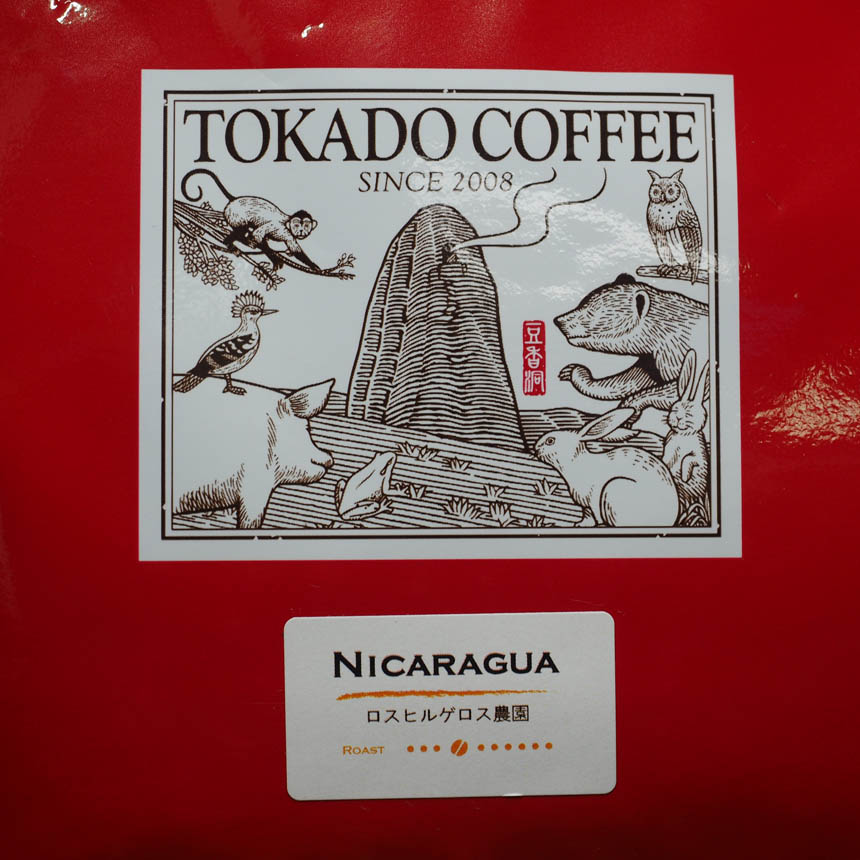 TOKADO COFFEE
SINCE 2008
豆香洞
NICARAGUA
ロスヒルゲロス農園
ROAST